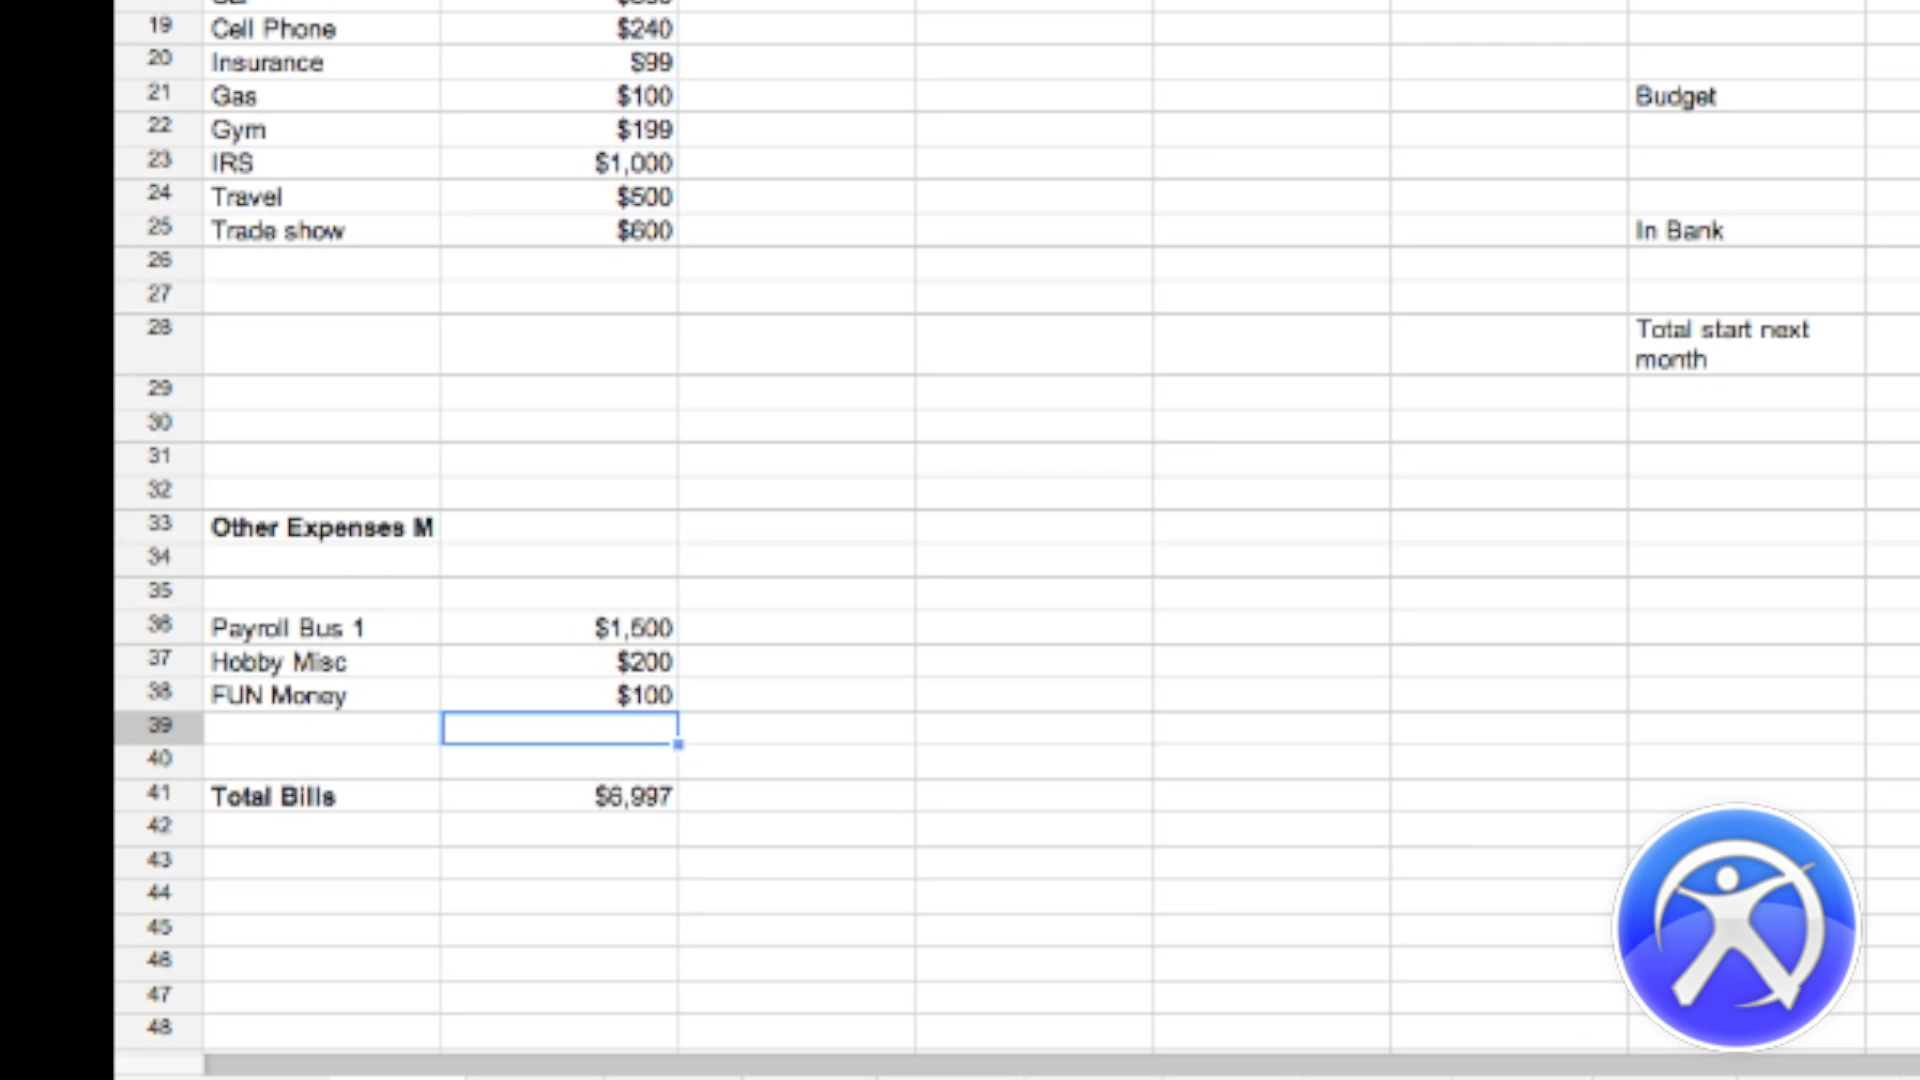 19 Cell Phone $240
20 Insurance $99
21 Gas $100 Budget
22 Gym $199
23 IRS $1,000
24 Travel $500
25 Trade show $600 In Bank
26
27
28 Total start next
month
29
30
31
32
33 Other Expenses M
34
35
36 Payroll Bus 1 $1,500
37 Hobby Misc $200
38 FUN Money $100
39
40
41 Total Bills $6,997
42
43
44
45
46
47
48